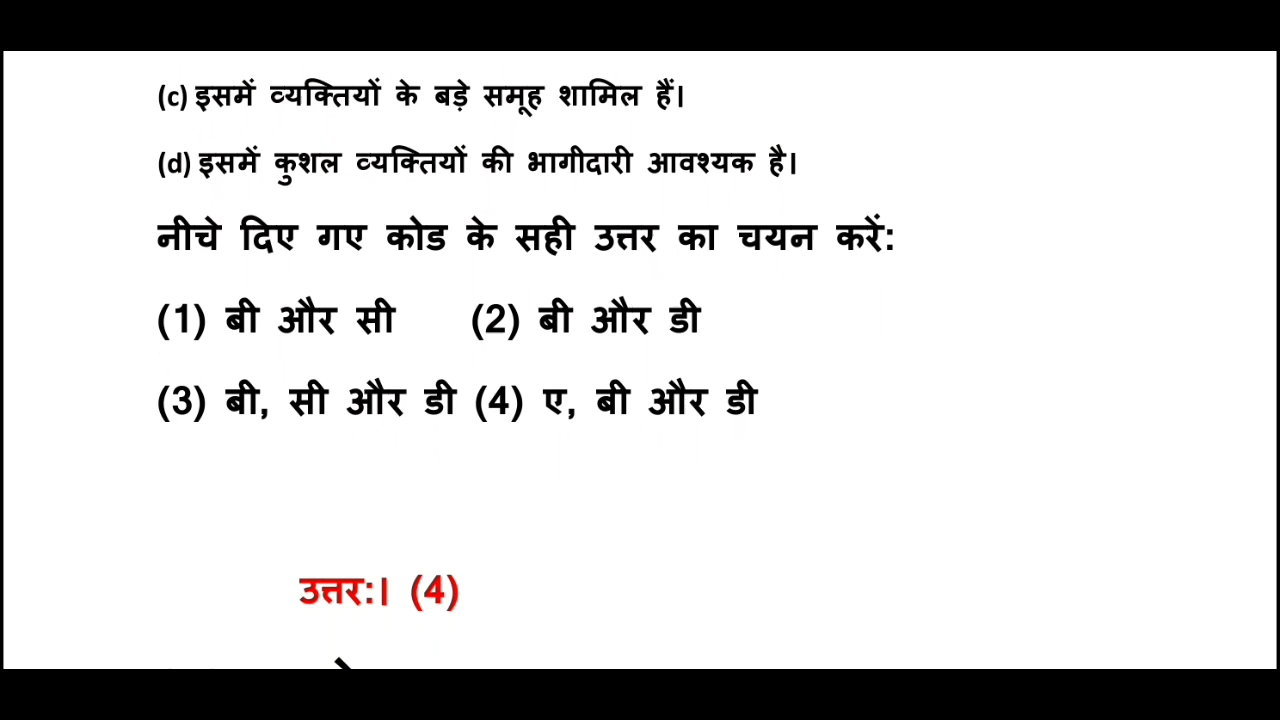 (c) इसमें व्यक्तियों के बड़े समूह शामिल हैं।
(d) इसमें कुशल व्यक्तियों की भागीदारी आवश्यक है।
नीचे दिए गए कोड के सही उत्तर का चयन करें:
(1) बी और सी (2) बी और डी
(3) बी, सी और डी (4) ए, बी और डी
उत्तर:। (4)